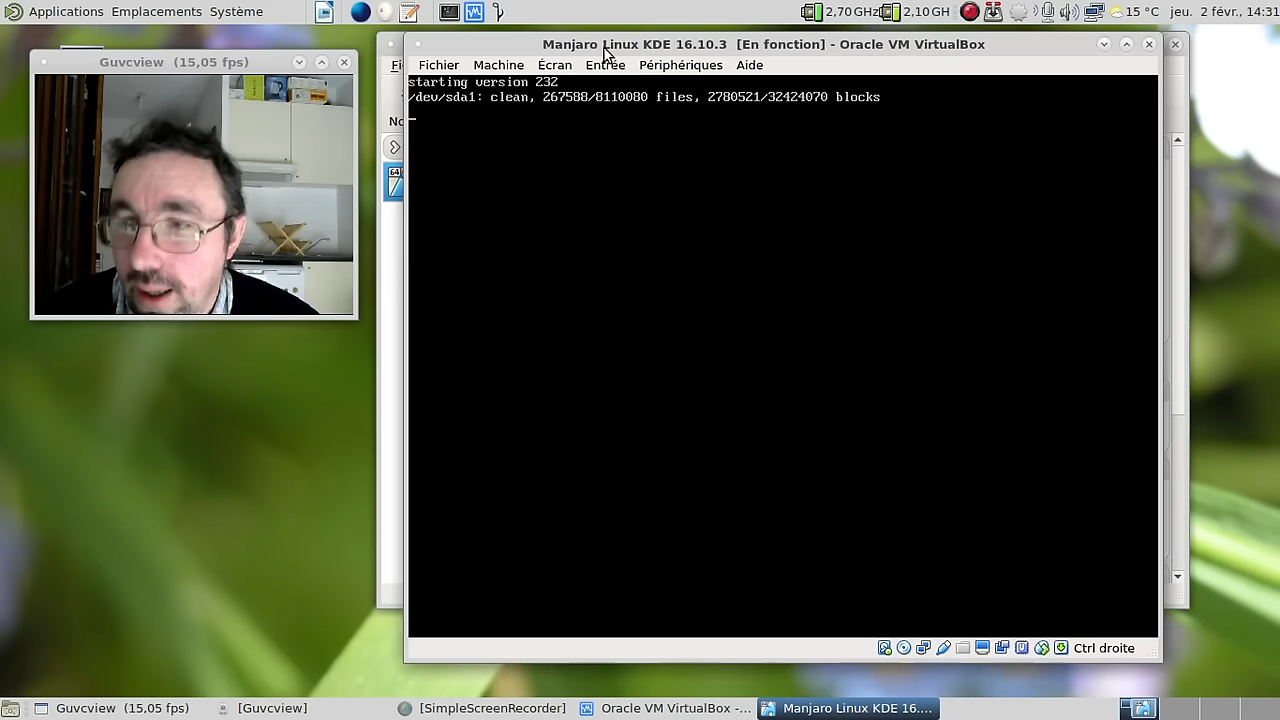 Applications Emplacements Système
2,70 GHz 2,10 GH 15 °C jeu. 2 févr., 14:31
Guvcview (15,05 fps)
Manjaro Linux KDE 16.10.3 [En fonction] - Oracle VM VirtualBox
Fichier Machine Écran Entrée Périphériques Aide
starting version 232
/dev/sda1: clean, 267588/8110080 files, 2780521/32424070 blocks
64
Ctrl droite
Guvcview (15,05 fps) [Guvcview] [SimpleScreenRecorder] Oracle VM VirtualBox -... Manjaro Linux KDE 16....